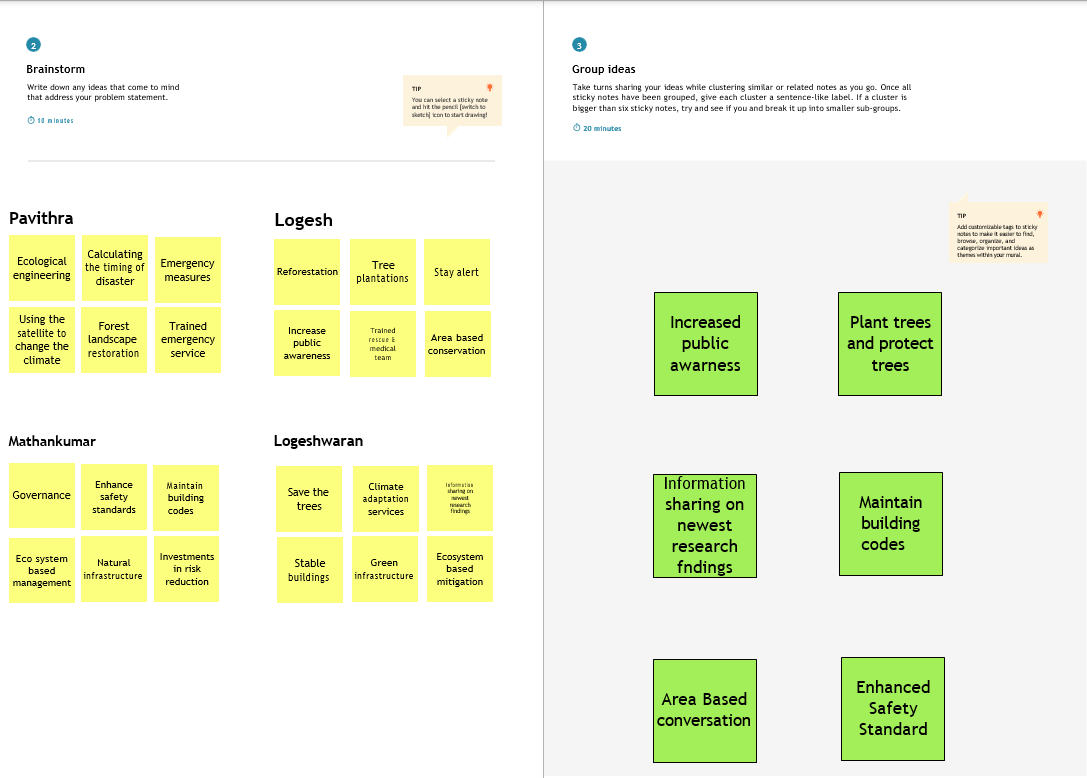 2
Brainstorm
Write down any ideas that come to mind
that address your problem statement.
10 minutes
TIP
You can select a sticky note
and hit the pencil [switch to
sketch] icon to start drawing!
Pavithra
Ecological
engineering
Calculating
the timing of
disaster
Emergency
measures
Using the
satellite to
change the
climate
Forest
landscape
restoration
Trained
emergency
service
Logesh
Reforestation
Tree
plantations
Stay alert
Increase
public
awareness
Trained
rescue &
medical
team
Area based
conservation
Mathankumar
Governance
Enhance
safety
standards
Maintain
building
codes
Eco system
based
management
Natural
infrastructure
Investments
in risk
reduction
Logeshwaran
Save the
trees
Climate
adaptation
services
Information
sharing on
newest
research
findings
Stable
buildings
Green
infrastructure
Ecosystem
based
mitigation
3
Group ideas
Take turns sharing your ideas while clustering similar or related notes as you go. Once all
sticky notes have been grouped, give each cluster a sentence-like label. If a cluster is
bigger than six sticky notes, try and see if you and break it up into smaller sub-groups.
20 minutes
TIP
Add customizable tags to sticky
notes to make it easier to find,
browse, organize, and
categorize important ideas as
themes within your mural.
Increased
public
awarness
Plant trees
and protect
trees
Information
sharing on
newest
research
fndings
Maintain
building
codes
Area Based
conversation
Enhanced
Safety
Standard